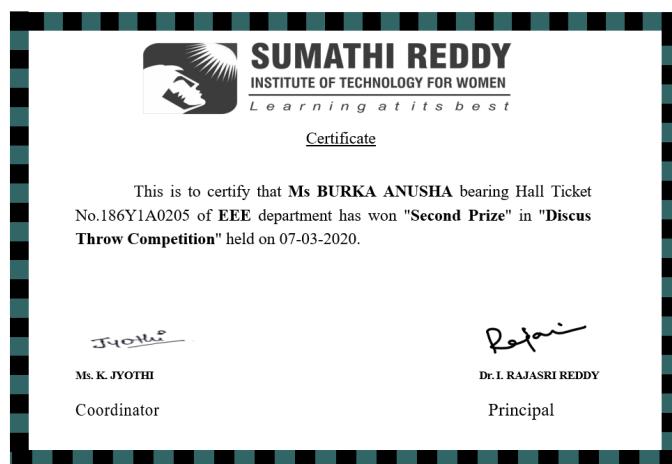 SUMATHI REDDY
INSTITUTE OF TECHNOLOGY FOR WOMEN
Learning at its best
Certificate
This is to certify that Ms BURKA ANUSHA bearing Hall Ticket
No.186Y1A0205 of EEE department has won "Second Prize" in "Discus
Throw Competition" held on 07-03-2020.
Jyothi
Rajasri
Ms. K. JYOTHI
Dr. I. RAJASRI REDDY
Coordinator
Principal